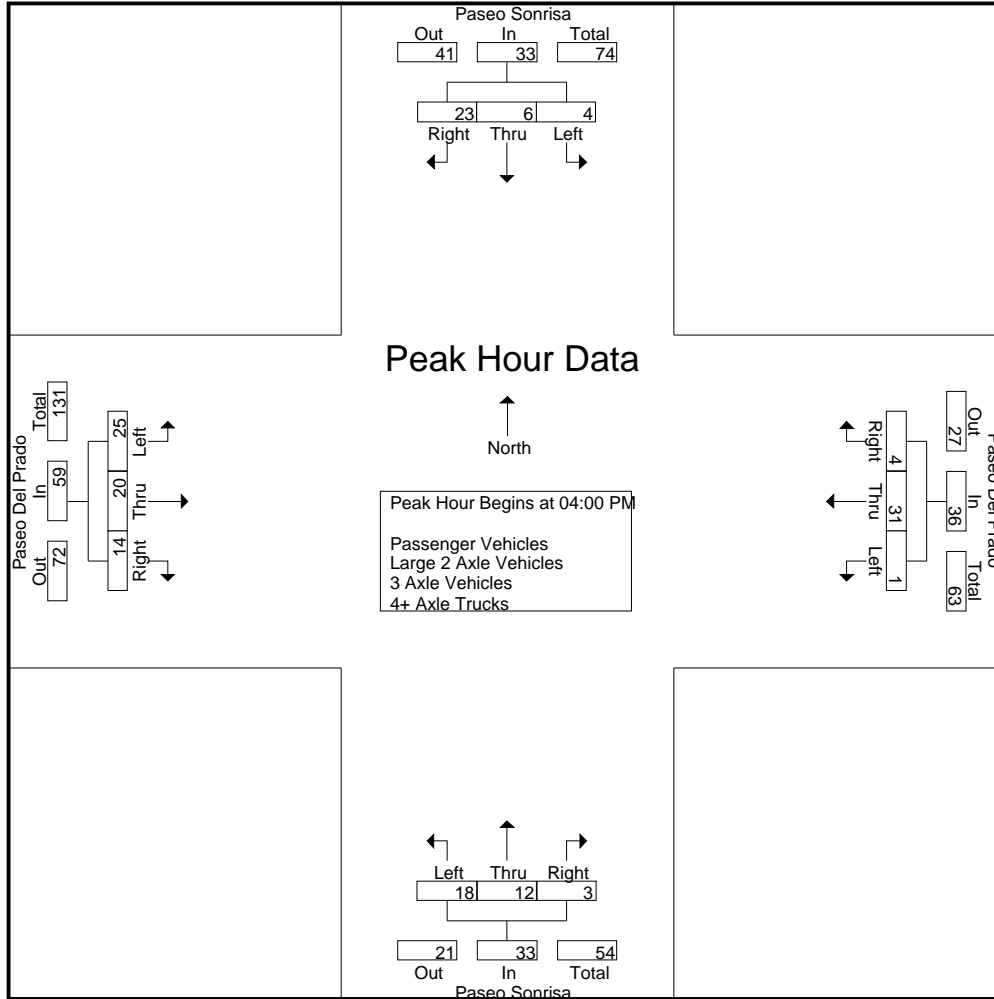 Paseo Sonrisa
Out In Total
41 33 74
23 6 4
Right Thru Left
Peak Hour Data
North
Peak Hour Begins at 04:00 PM
Passenger Vehicles
Large 2 Axle Vehicles
3 Axle Vehicles
4+ Axle Trucks
Paseo Del Prado
Out In Total
72 59 131
14 20 25
Right Thru Left
Paseo Del Prado
Out In Total
27 36 63
4 31 1
Right Thru Left
Left Thru Right
18 12 3
21 33 54
Out In Total
Paseo Sonrisa